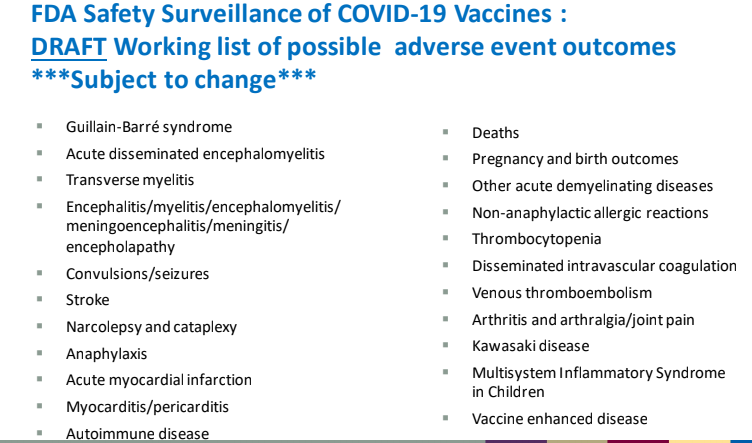 FDA Safety Surveillance of COVID-19 Vaccines :
DRAFT Working list of possible adverse event outcomes
***Subject to change***
▪ Guillain-Barré syndrome
▪ Acute disseminated encephalomyelitis
▪ Transverse myelitis
▪ Encephalitis/myelitis/encephalomyelitis/
meningoencephalitis/meningitis/
encepholapathy
▪ Convulsions/seizures
▪ Stroke
▪ Narcolepsy and cataplexy
▪ Anaphylaxis
▪ Acute myocardial infarction
▪ Myocarditis/pericarditis
▪ Autoimmune disease
▪ Deaths
▪ Pregnancy and birth outcomes
▪ Other acute demyelinating diseases
▪ Non-anaphylactic allergic reactions
▪ Thrombocytopenia
▪ Disseminated intravascular coagulation
▪ Venous thromboembolism
▪ Arthritis and arthralgia/joint pain
▪ Kawasaki disease
▪ Multisystem Inflammatory Syndrome
in Children
▪ Vaccine enhanced disease